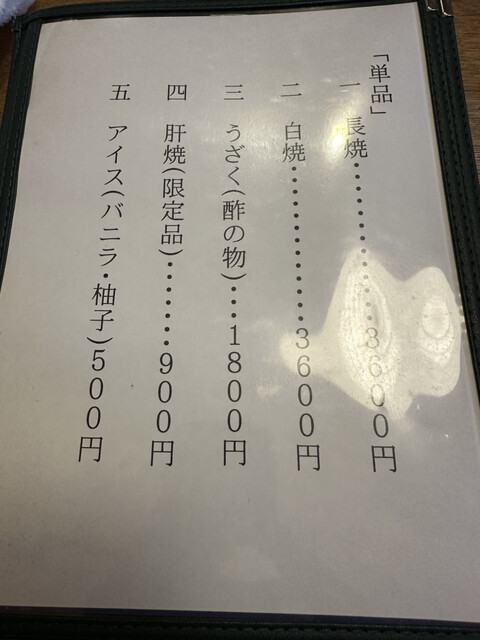 「単品」
一 長焼・・・・・・・・・・・3600円
二 白焼・・・・・・・・・・・3600円
三 うざく(酢の物)・・・1800円
四 肝焼(限定品)・・・・・・900円
五 アイス(バニラ・柚子)500円